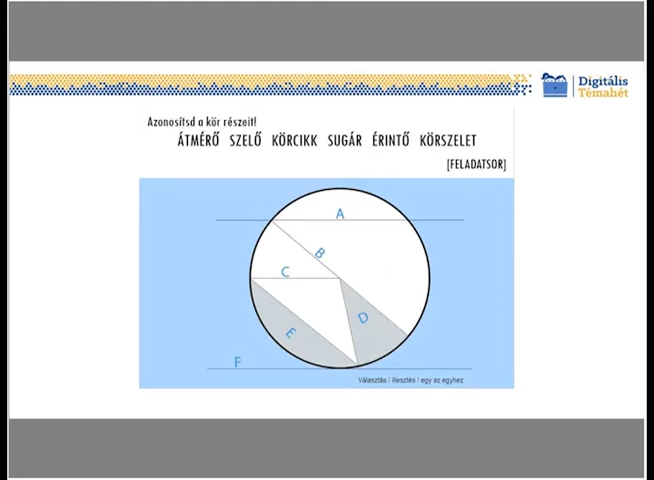 Digitális
Témahét
Azonosítsd a kör részeit!
ÁTMÉRŐ SZELŐ KÖRCIKK SUGÁR ÉRINTŐ KÖRSZELET
[FELADATSOR]
A
B
C
D
E
F
Választás / illesztés / egy az egyhez